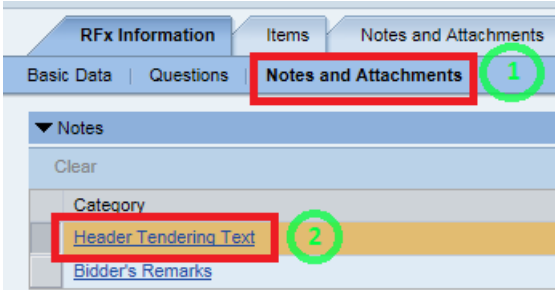 RFx Information Items Notes and Attachments
Basic Data | Questions | Notes and Attachments 1
Notes
Clear
Category
Header Tendering Text 2
Bidder's Remarks